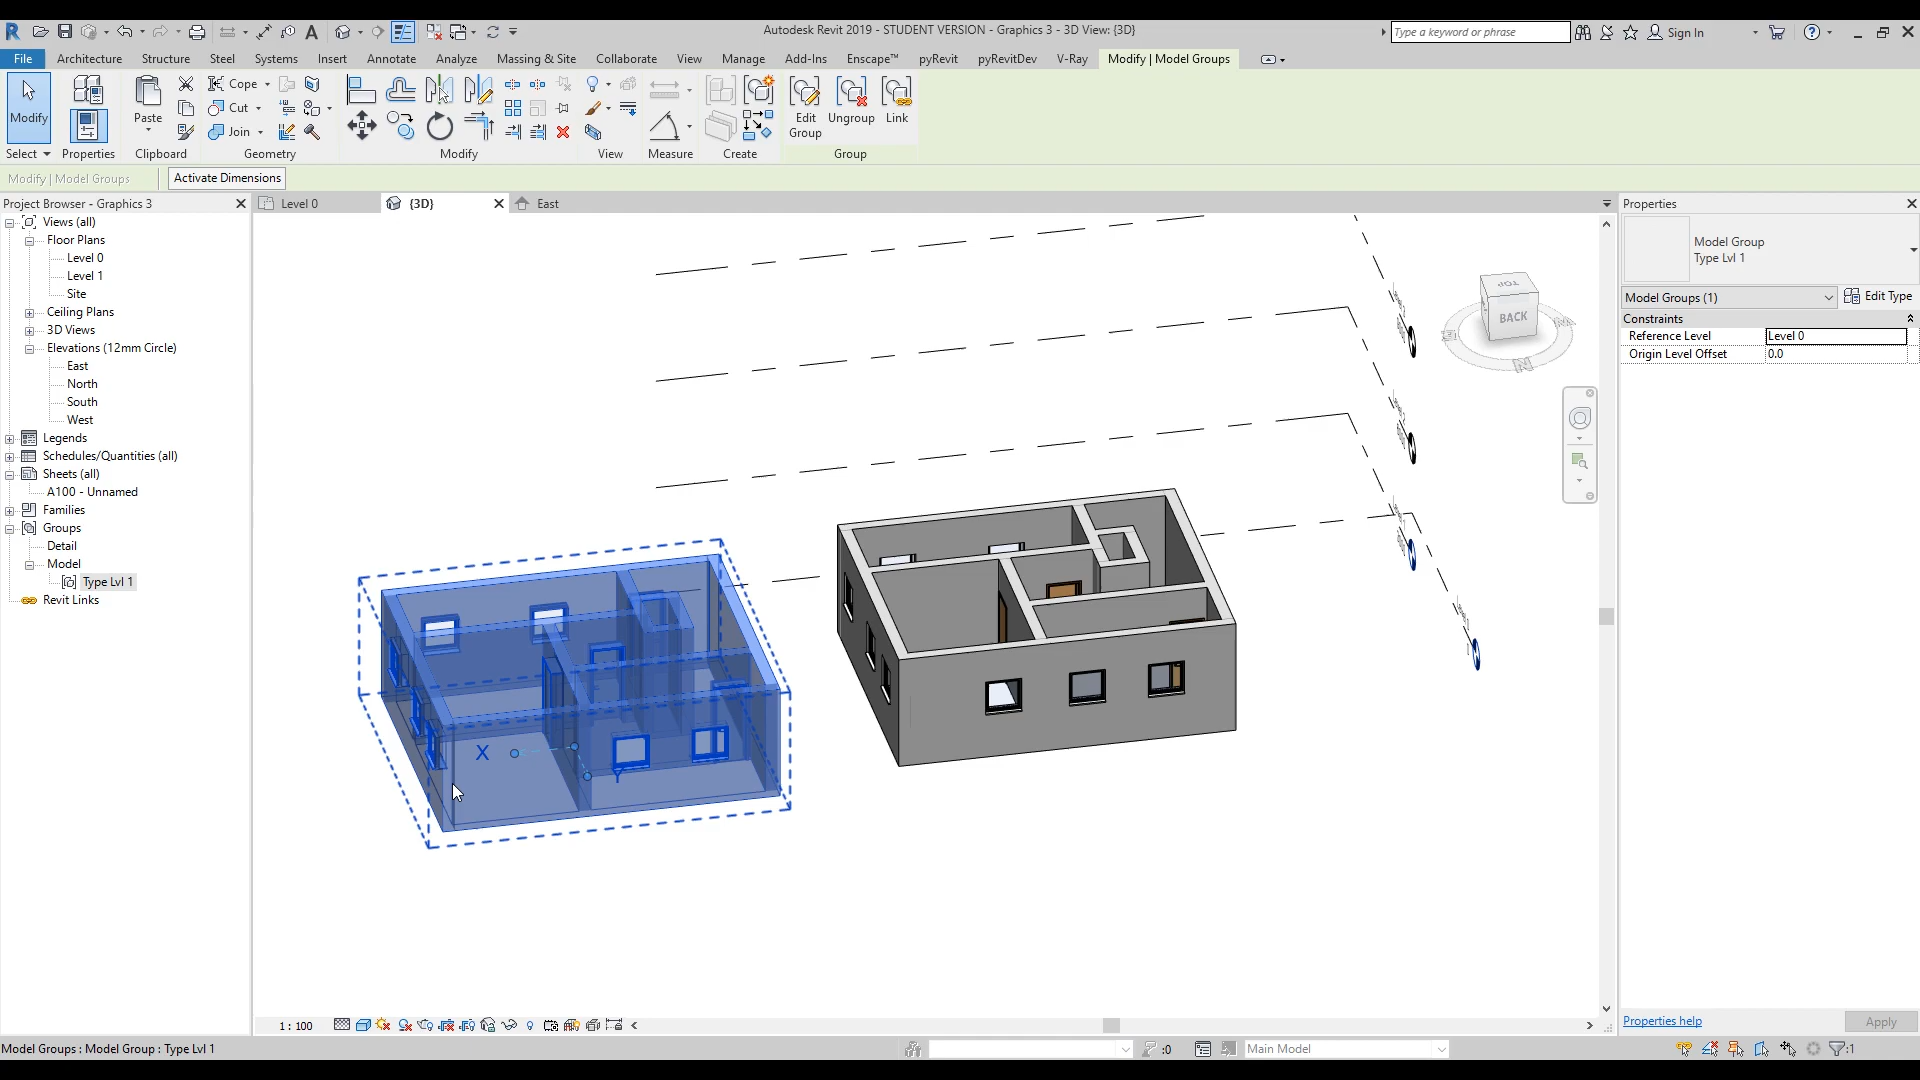 Autodesk Revit 2019 - STUDENT VERSION - Graphics 3 - 3D View: {3D}
Type a keyword or phrase
Sign In
File Architecture Structure Steel Systems Insert Annotate Analyze Massing & Site Collaborate View Manage Add-Ins Enscape™ pyRevit pyRevitDev V-Ray Modify | Model Groups
Modify
Paste
Cope
Cut
Join
Edit Group
Ungroup
Link
Select Properties Clipboard Geometry Modify View Measure Create Group
Modify | Model Groups Activate Dimensions
Project Browser - Graphics 3
Level 0 {3D} East
Properties
Views (all)
Floor Plans
Level 0
Level 1
Site
Ceiling Plans
3D Views
Elevations (12mm Circle)
East
North
South
West
Legends
Schedules/Quantities (all)
Sheets (all)
A100 - Unnamed
Families
Groups
Detail
Model
Type Lvl 1
Revit Links
X
Y
TOP
BACK
N
E
Model Group
Type Lvl 1
Model Groups (1) Edit Type
Constraints
Reference Level Level 0
Origin Level Offset 0.0
Properties help Apply
1 : 100
Model Groups : Model Group : Type Lvl 1
:0
Main Model
:1